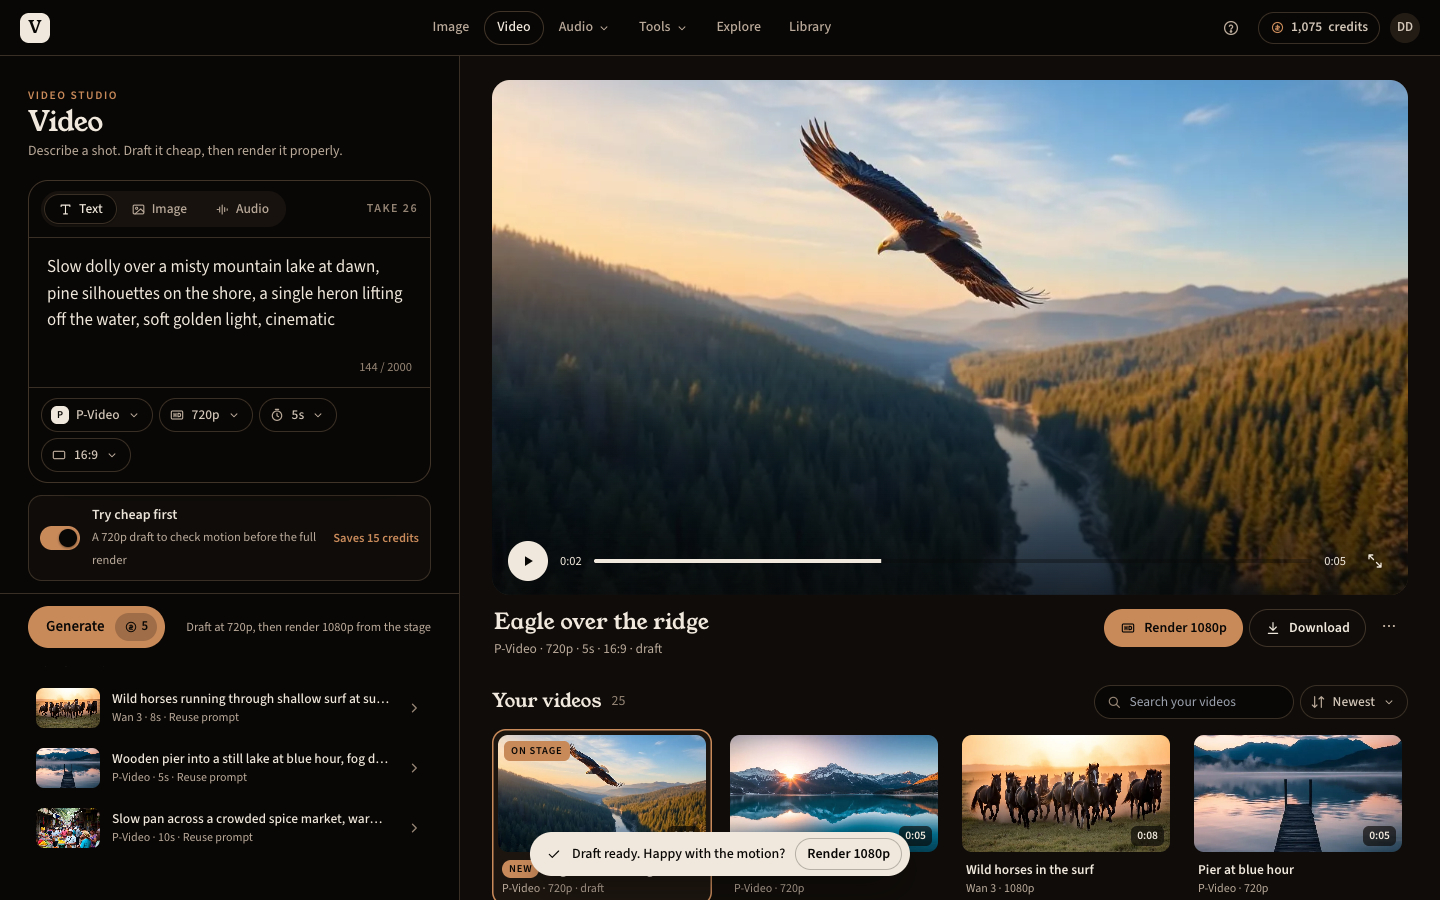 V
Image
Video
Audio
Tools
Explore
Library
1,075 credits
DD
VIDEO STUDIO
Video
Describe a shot. Draft it cheap, then render it properly.
Text
Image
Audio
TAKE 26
Slow dolly over a misty mountain lake at dawn,
pine silhouettes on the shore, a single heron lifting
off the water, soft golden light, cinematic
144 / 2000
P P-Video
HD 720p
5s
16:9
Try cheap first
A 720p draft to check motion before the full
render
Saves 15 credits
Generate 5
Draft at 720p, then render 1080p from the stage
Wild horses running through shallow surf at su…
Wan 3 · 8s · Reuse prompt
Wooden pier into a still lake at blue hour, fog d…
P-Video · 5s · Reuse prompt
Slow pan across a crowded spice market, war…
P-Video · 10s · Reuse prompt
0:02
0:05
Eagle over the ridge
P-Video · 720p · 5s · 16:9 · draft
HD Render 1080p
Download
Your videos 25
Search your videos
Newest
ON STAGE
NEW
P-Video · 720p · draft
0:05
P-Video · 720p
0:08
Wild horses in the surf
Wan 3 · 1080p
0:05
Pier at blue hour
P-Video · 720p
Draft ready. Happy with the motion?
Render 1080p